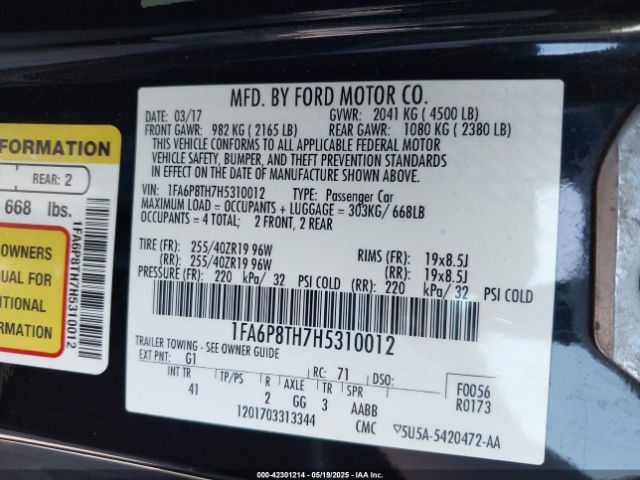 FORMATION
REAR: 2
668 lbs.
OWNERS
NUAL FOR
ITIONAL
RMATION
1FA6P8TH7H5310012
MFD. BY FORD MOTOR CO.
DATE: 03/17 GVWR: 2041 KG ( 4500 LB)
FRONT GAWR: 982 KG ( 2165 LB) REAR GAWR: 1080 KG ( 2380 LB)
THIS VEHICLE CONFORMS TO ALL APPLICABLE FEDERAL MOTOR
VEHICLE SAFETY, BUMPER, AND THEFT PREVENTION STANDARDS
IN EFFECT ON THE DATE OF MANUFACTURE SHOWN ABOVE.
VIN: 1FA6P8TH7H5310012 TYPE: Passenger Car
MAXIMUM LOAD = OCCUPANTS + LUGGAGE = 303KG/ 668LB
OCCUPANTS = 4 TOTAL; 2 FRONT, 2 REAR
TIRE (FR): 255/40ZR19 96W RIMS (FR): 19x8.5J
(RR): 255/40ZR19 96W (RR): 19x8.5J
PRESSURE (FR): 220 kPa/ 32 PSI COLD (RR): 220 kPa/ 32 PSI COLD
1FA6P8TH7H5310012
TRAILER TOWING - SEE OWNER GUIDE
EXT PNT: G1 RC: 71 DSO: F0056
INT TR TP/PS R AXLE TR SPR R0173
41 2 GG 3 AABB
1201703313344 CMC 5U5A-5420472-AA
00-42301214 - 05/19/2025 - IAAI.COM